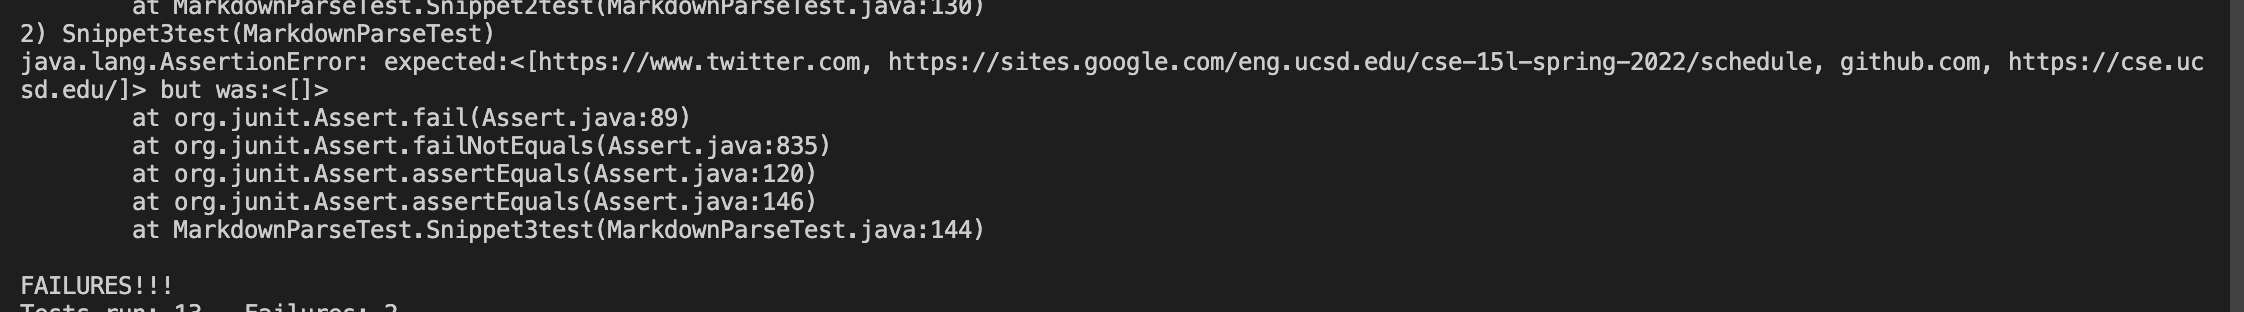 at MarkdownParseTest.Snippet2test(MarkdownParseTest.java:130)
2) Snippet3test(MarkdownParseTest)
java.lang.AssertionError: expected:<[https://www.twitter.com, https://sites.google.com/eng.ucsd.edu/cse-15l-spring-2022/schedule, github.com, https://cse.uc
sd.edu/]> but was:<[]>
at org.junit.Assert.fail(Assert.java:89)
at org.junit.Assert.failNotEquals(Assert.java:835)
at org.junit.Assert.assertEquals(Assert.java:120)
at org.junit.Assert.assertEquals(Assert.java:146)
at MarkdownParseTest.Snippet3test(MarkdownParseTest.java:144)
FAILURES!!!
Tests run: 13, Failures: 2